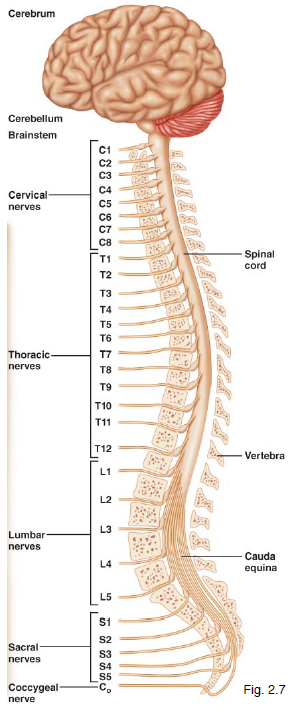 Cerebrum
Cerebellum
Brainstem
C1
C2
C3
C4
C5
C6
C7
C8
Cervical
nerves
T1
T2
T3
T4
T5
T6
T7
T8
T9
T10
T11
T12
Thoracic
nerves
L1
L2
L3
L4
L5
Lumbar
nerves
S1
S2
S3
S4
S5
Sacral
nerves
Coccygeal
nerve
Co
Spinal
cord
Vertebra
Cauda
equina
Fig. 2.7